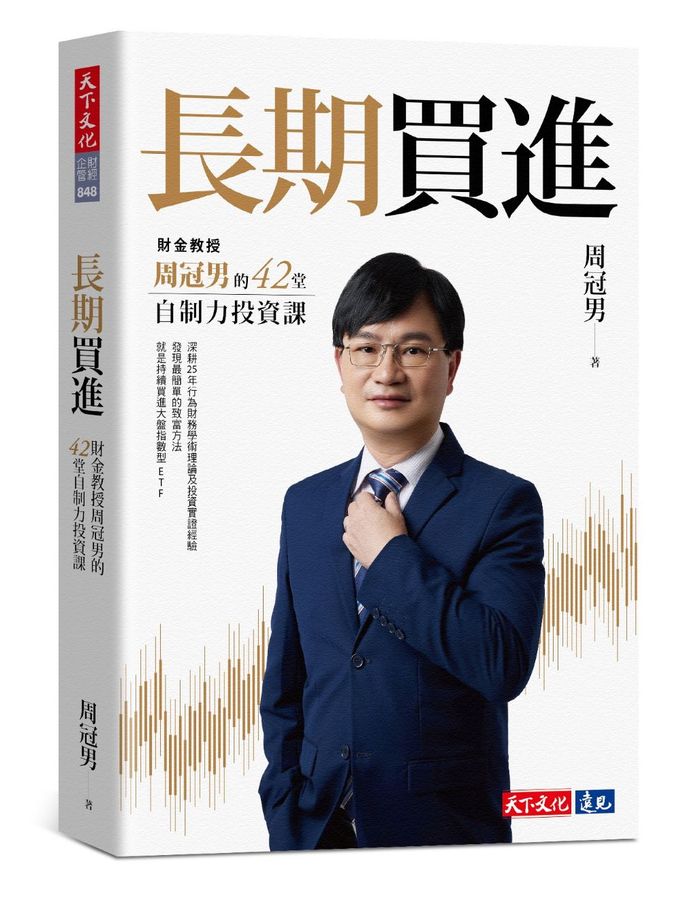 長期買進
財金教授
周冠男的42堂
自制力投資課
深耕25年行為財務學術理論及投資實證經驗
發現最簡單的致富方法
就是持續買進大盤指數型ETF
周冠男 著
天下文化 遠見
天下文化
財經
企管
848
長期買進
財金教授周冠男的
42堂自制力投資課
周冠男 著